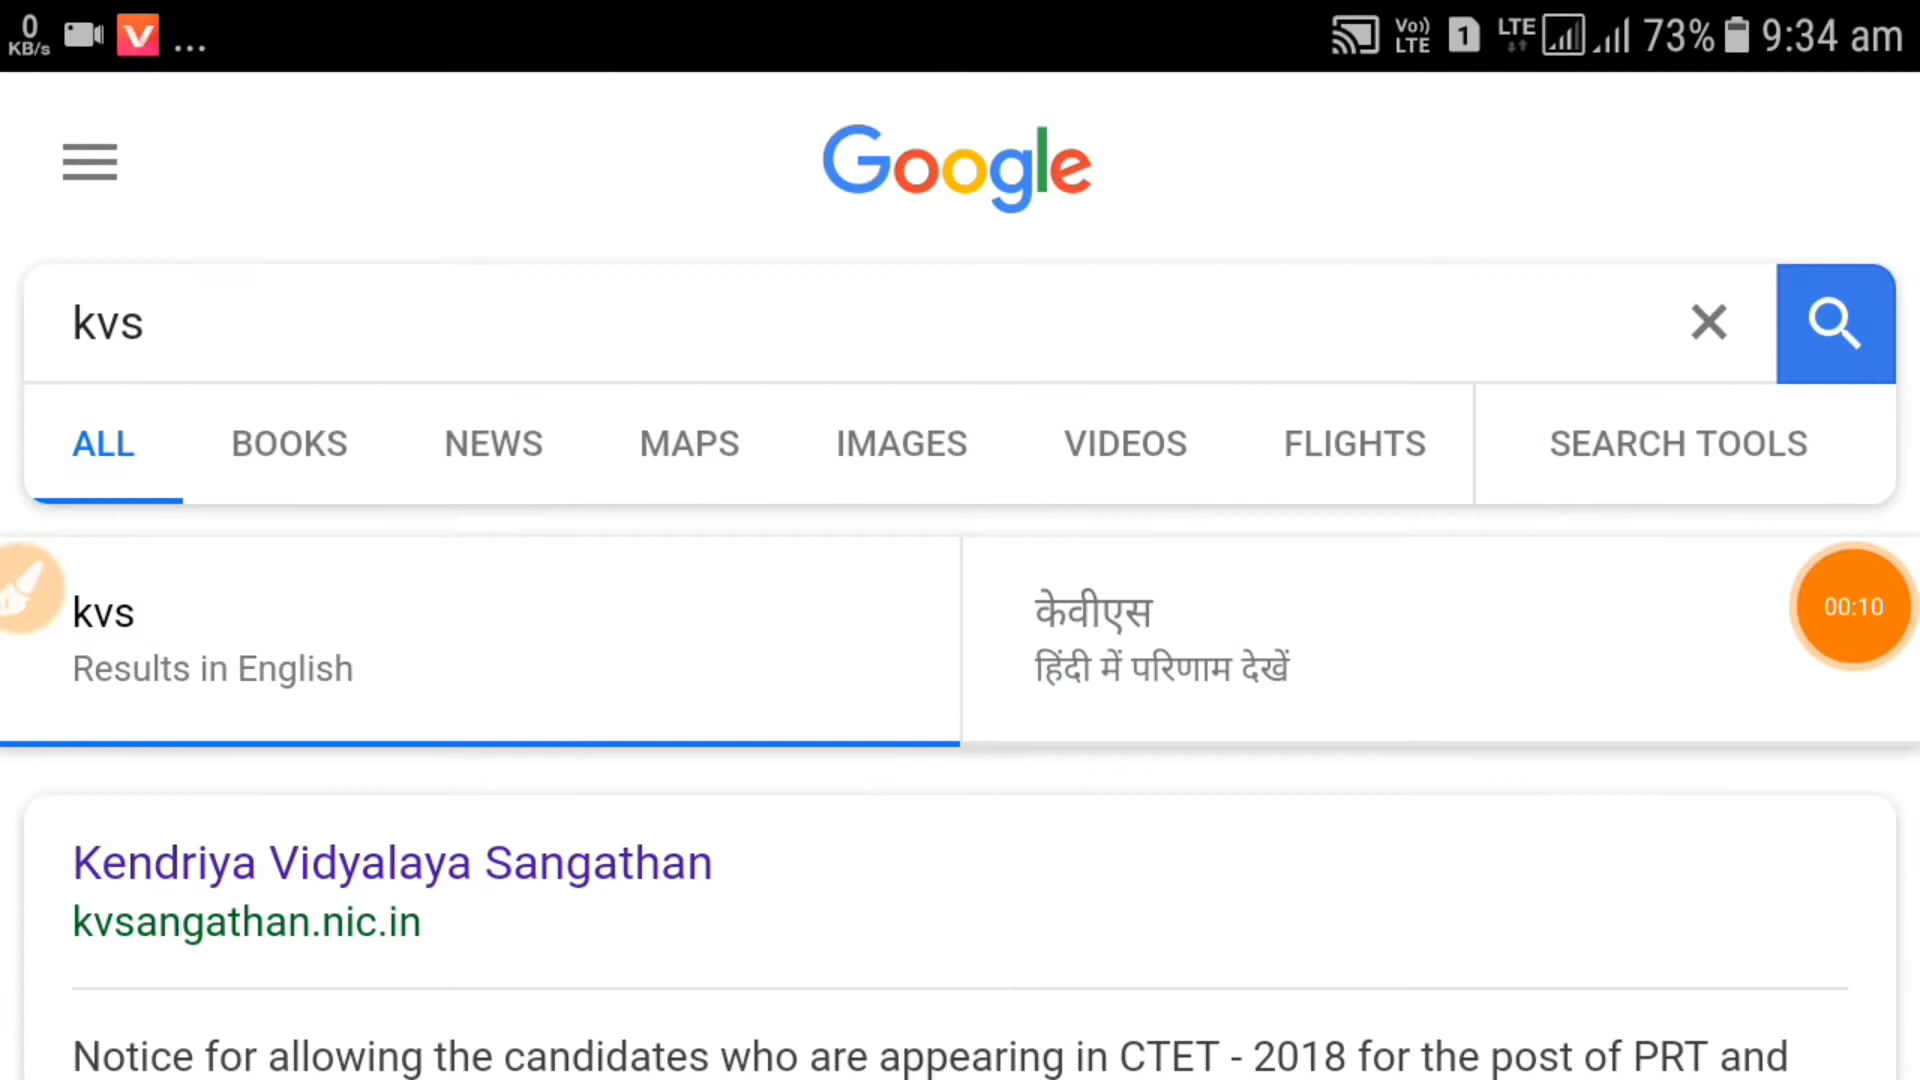 0
KB/s
V
...
Vo))
LTE
1
LTE
73%
9:34 am
Google
kvs
ALL BOOKS NEWS MAPS IMAGES VIDEOS FLIGHTS SEARCH TOOLS
kvs
Results in English
केवीएस
हिंदी में परिणाम देखें
00:10
Kendriya Vidyalaya Sangathan
kvsangathan.nic.in
Notice for allowing the candidates who are appearing in CTET - 2018 for the post of PRT and